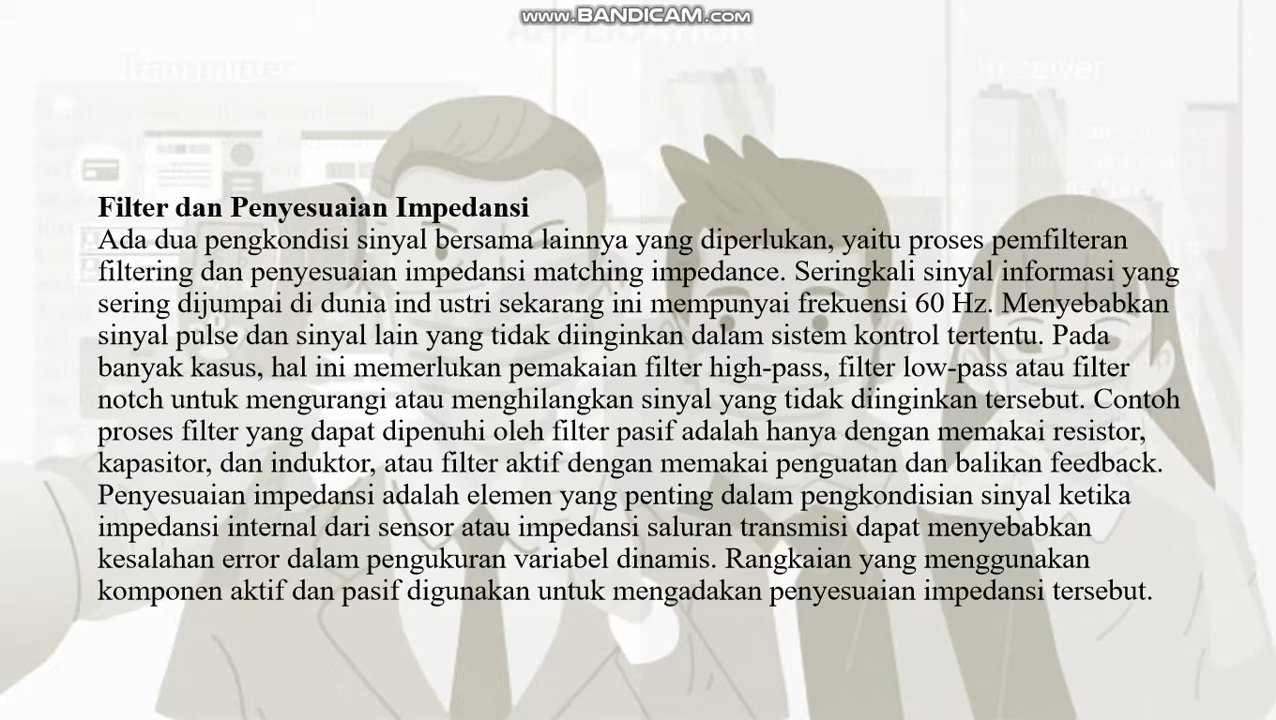 www.BANDICAM.com
APPLICATION
Transmitter
Receiver
Filter dan Penyesuaian Impedansi
Ada dua pengkondisi sinyal bersama lainnya yang diperlukan, yaitu proses pemfilteran
filtering dan penyesuaian impedansi matching impedance. Seringkali sinyal informasi yang
sering dijumpai di dunia ind ustri sekarang ini mempunyai frekuensi 60 Hz. Menyebabkan
sinyal pulse dan sinyal lain yang tidak diinginkan dalam sistem kontrol tertentu. Pada
banyak kasus, hal ini memerlukan pemakaian filter high-pass, filter low-pass atau filter
notch untuk mengurangi atau menghilangkan sinyal yang tidak diinginkan tersebut. Contoh
proses filter yang dapat dipenuhi oleh filter pasif adalah hanya dengan memakai resistor,
kapasitor, dan induktor, atau filter aktif dengan memakai penguatan dan balikan feedback.
Penyesuaian impedansi adalah elemen yang penting dalam pengkondisian sinyal ketika
impedansi internal dari sensor atau impedansi saluran transmisi dapat menyebabkan
kesalahan error dalam pengukuran variabel dinamis. Rangkaian yang menggunakan
komponen aktif dan pasif digunakan untuk mengadakan penyesuaian impedansi tersebut.